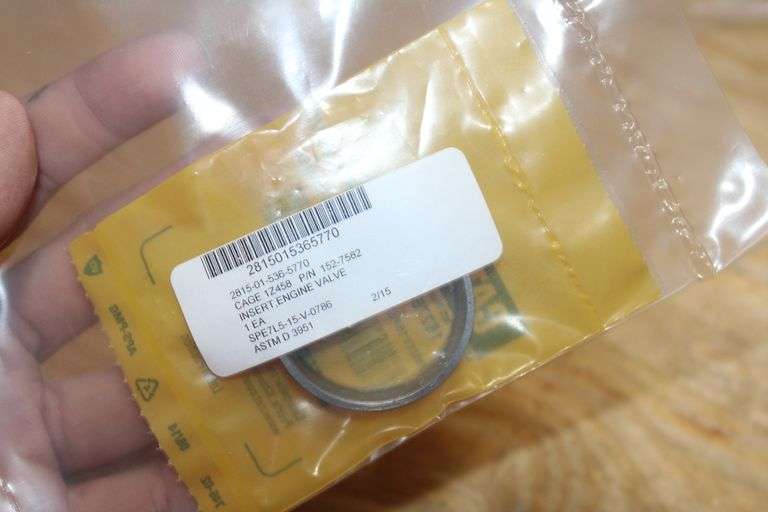 2815015365770
2815-01-536-5770
CAGE 1Z458 P/N 152-7582
INSERT,ENGINE VALVE
1 EA
SPE7L5-15-V-0786 2/15
ASTM D 3951